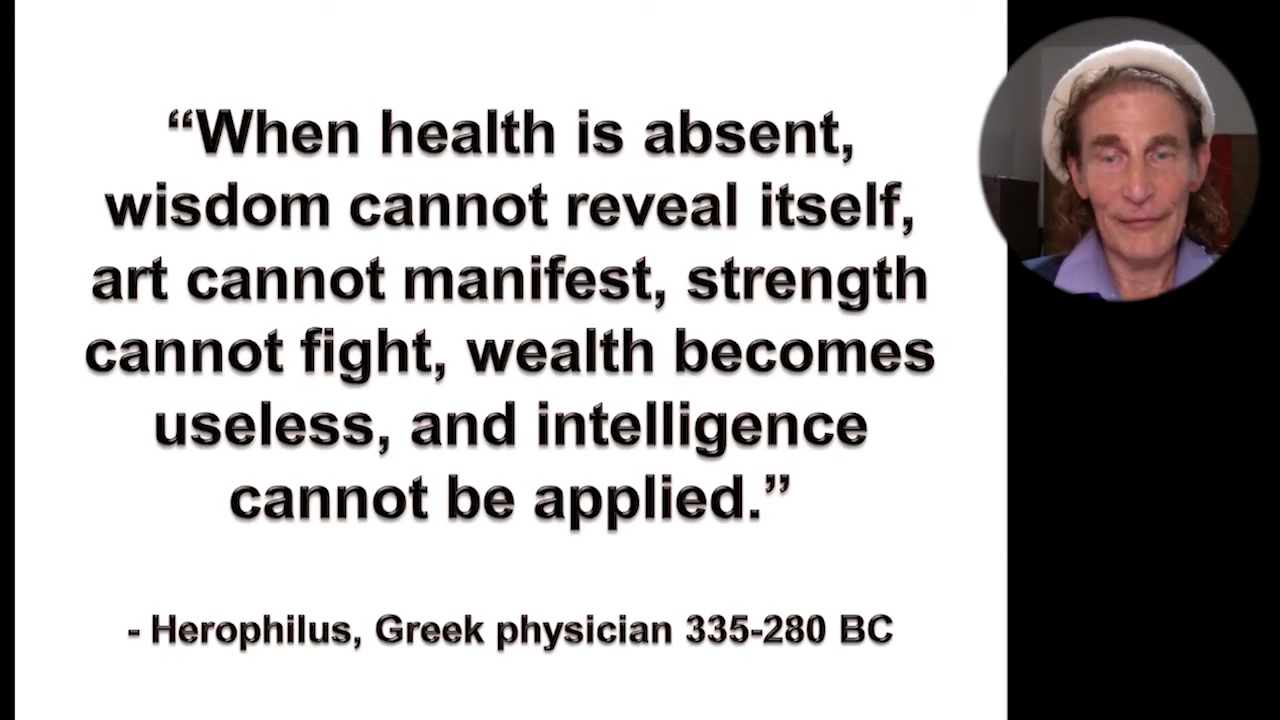 “When health is absent,
wisdom cannot reveal itself,
art cannot manifest, strength
cannot fight, wealth becomes
useless, and intelligence
cannot be applied.”
- Herophilus, Greek physician 335-280 BC